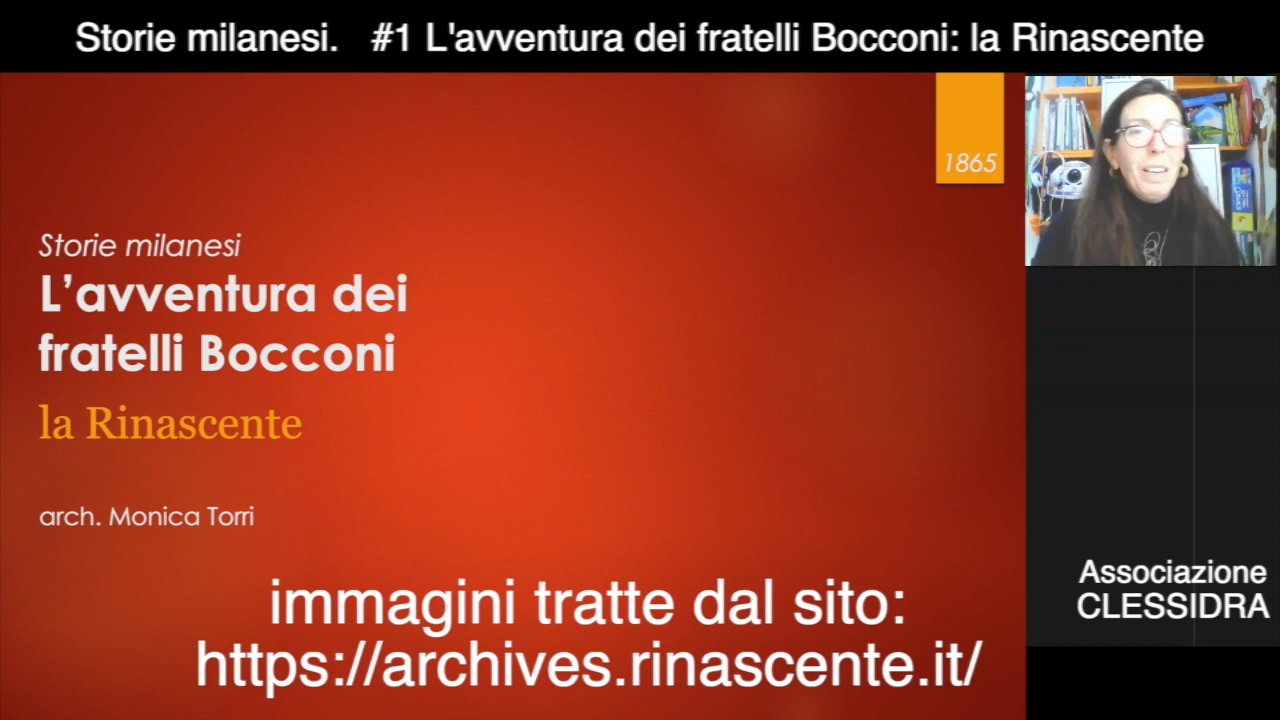 Storie milanesi.   #1 L'avventura dei fratelli Bocconi: la Rinascente
1865
Storie milanesi
L’avventura dei
fratelli Bocconi
la Rinascente
arch. Monica Torri
immagini tratte dal sito:
https://archives.rinascente.it/
Associazione
CLESSIDRA